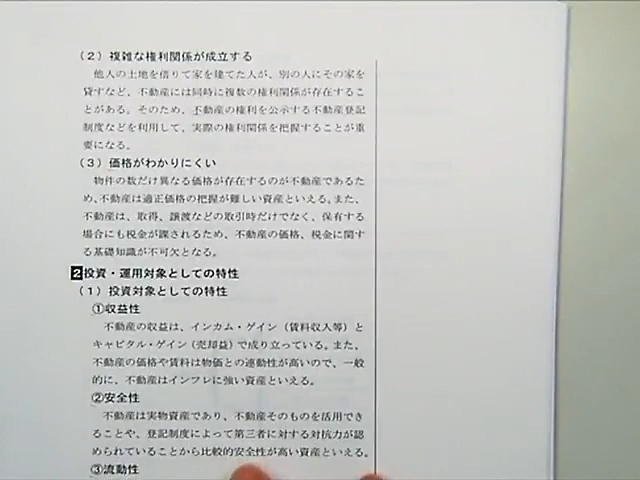 （2）複雑な権利関係が成立する
他人の土地を借りて家を建てた人が、別の人にその家を
貸すなど、不動産には同時に複数の権利関係が存在するこ
とがある。そのため、不動産の権利を公示する不動産登記
制度などを利用して、実際の権利関係を把握することが重
要になる。
（3）価格がわかりにくい
物件の数だけ異なる価格が存在するのが不動産であるた
め、不動産は適正価格の把握が難しい資産といえる。また、
不動産は、取得、譲渡などの取引時だけでなく、保有する
場合にも税金が課されるため、不動産の価格、税金に関す
る基礎知識が不可欠となる。
2投資・運用対象としての特性
（1）投資対象としての特性
①収益性
不動産の収益は、インカム・ゲイン（賃料収入等）と
キャピタル・ゲイン（売却益）で成り立っている。また、
不動産の価格や賃料は物価との連動性が高いので、一般
的に、不動産はインフレに強い資産といえる。
②安全性
不動産は実物資産であり、不動産そのものを活用でき
ることや、登記制度によって第三者に対する対抗力が認
められていることから比較的安全性が高い資産といえる。
③流動性